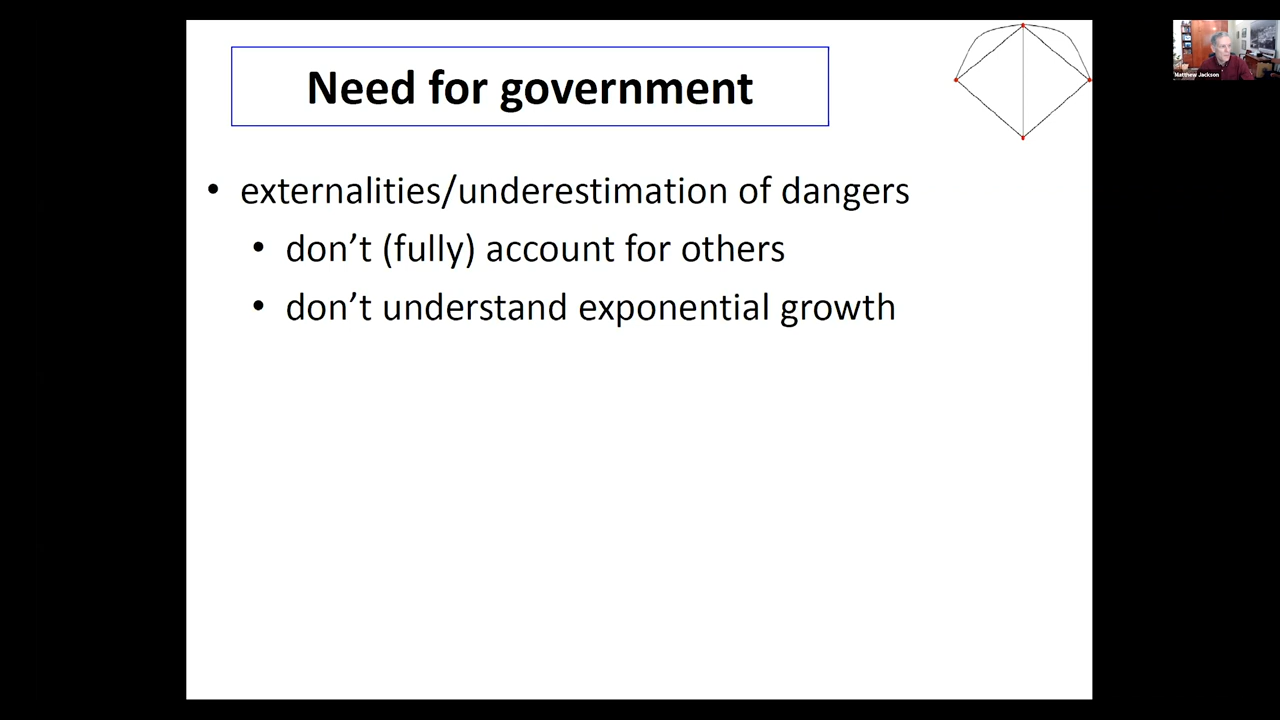 Need for government
Matthew Jackson
• externalities/underestimation of dangers
• don’t (fully) account for others
• don’t understand exponential growth